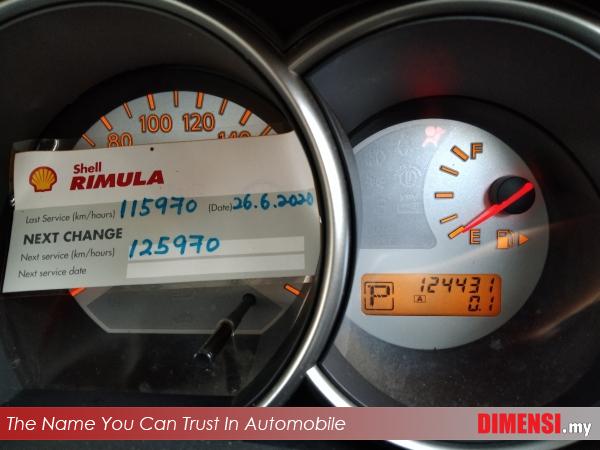 80 100 120 140
Shell
RIMULA
Last Service (km/hours) 115970 (Date) 26.6.2020
NEXT CHANGE
Next service (km/hours) 125970
Next service date
F
E
P
A
124431
0.1
The Name You Can Trust In Automobile
DIMENSI.my